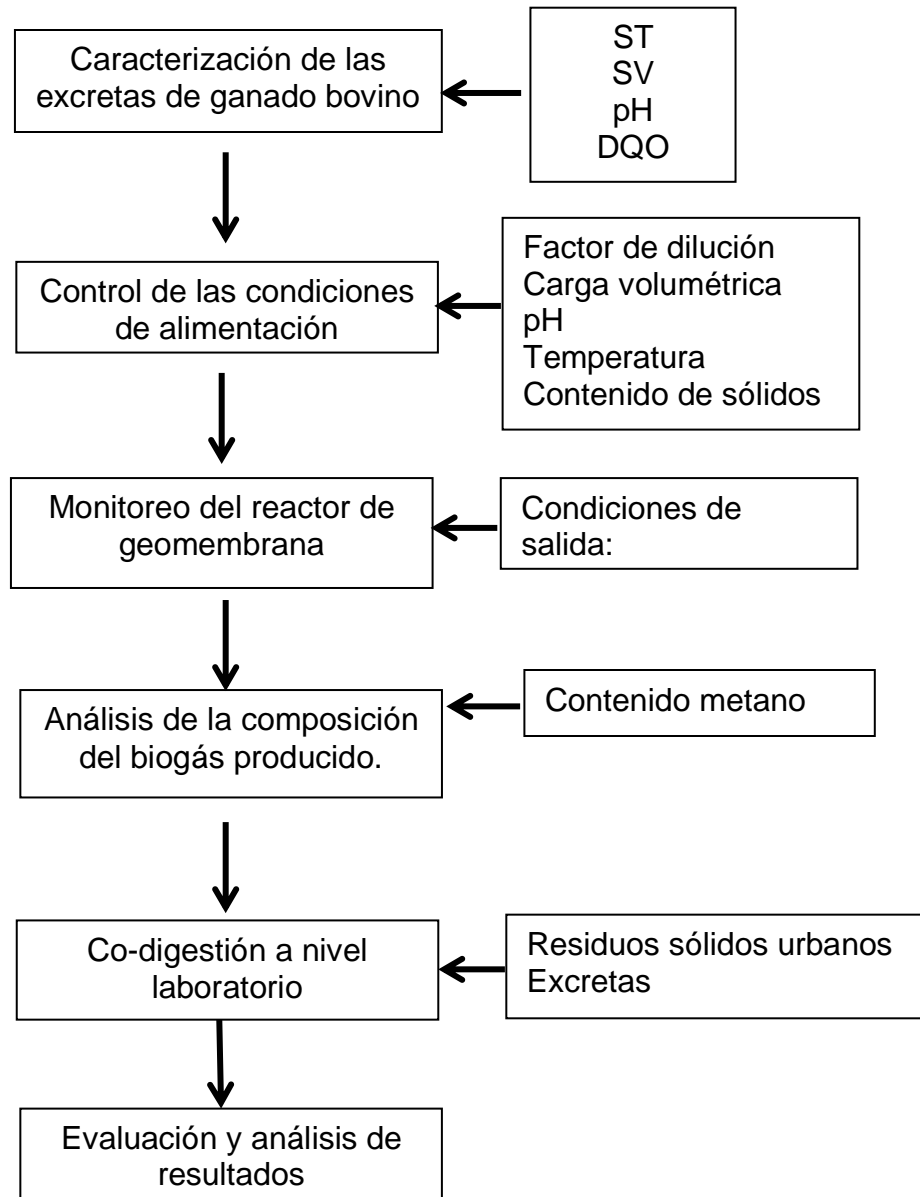 Caracterización de las
excretas de ganado bovino
ST
SV
pH
DQO
Control de las condiciones
de alimentación
Factor de dilución
Carga volumétrica
pH
Temperatura
Contenido de sólidos
Monitoreo del reactor de
geomembrana
Condiciones de
salida:
Análisis de la composición
del biogás producido.
Contenido metano
Co-digestión a nivel
laboratorio
Residuos sólidos urbanos
Excretas
Evaluación y análisis de
resultados